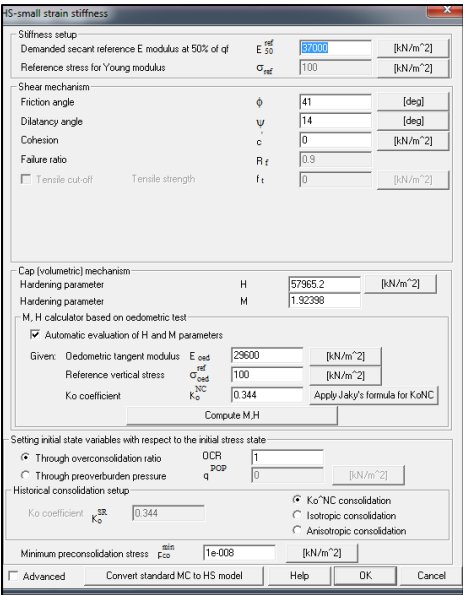 HS-small strain stiffness
Stiffness setup
Demanded secant reference E modulus at 50% of qf E 50 ref 37000 [kN/m^2]
Reference stress for Young modulus σ ref 100 [kN/m^2]
Shear mechanism
Friction angle ϕ 41 [deg]
Dilatancy angle ψ 14 [deg]
Cohesion c' 0 [kN/m^2]
Failure ratio R f 0.9
Tensile cut-off Tensile strength f t 0 [kN/m^2]
Cap (volumetric) mechanism
Hardening parameter H 57965.2 [kN/m^2]
Hardening parameter M 1.92398
M, H calculator based on oedometric test
Automatic evaluation of H and M parameters
Given: Oedometric tangent modulus E oed 29600 [kN/m^2]
Reference vertical stress σ oed ref 100 [kN/m^2]
Ko coefficient K o NC 0.344 Apply Jaky's formula for KoNC
Compute M,H
Setting initial state variables with respect to the initial stress state
Through overconsolidation ratio OCR 1
Through preoverburden pressure q POP 0 [kN/m^2]
Historical consolidation setup
Ko^NC consolidation
Ko coefficient K o SR 0.344 Isotropic consolidation
Anisotropic consolidation
Minimum preconsolidation stress Pco min 1e-008 [kN/m^2]
Advanced Convert standard MC to HS model Help OK Cancel